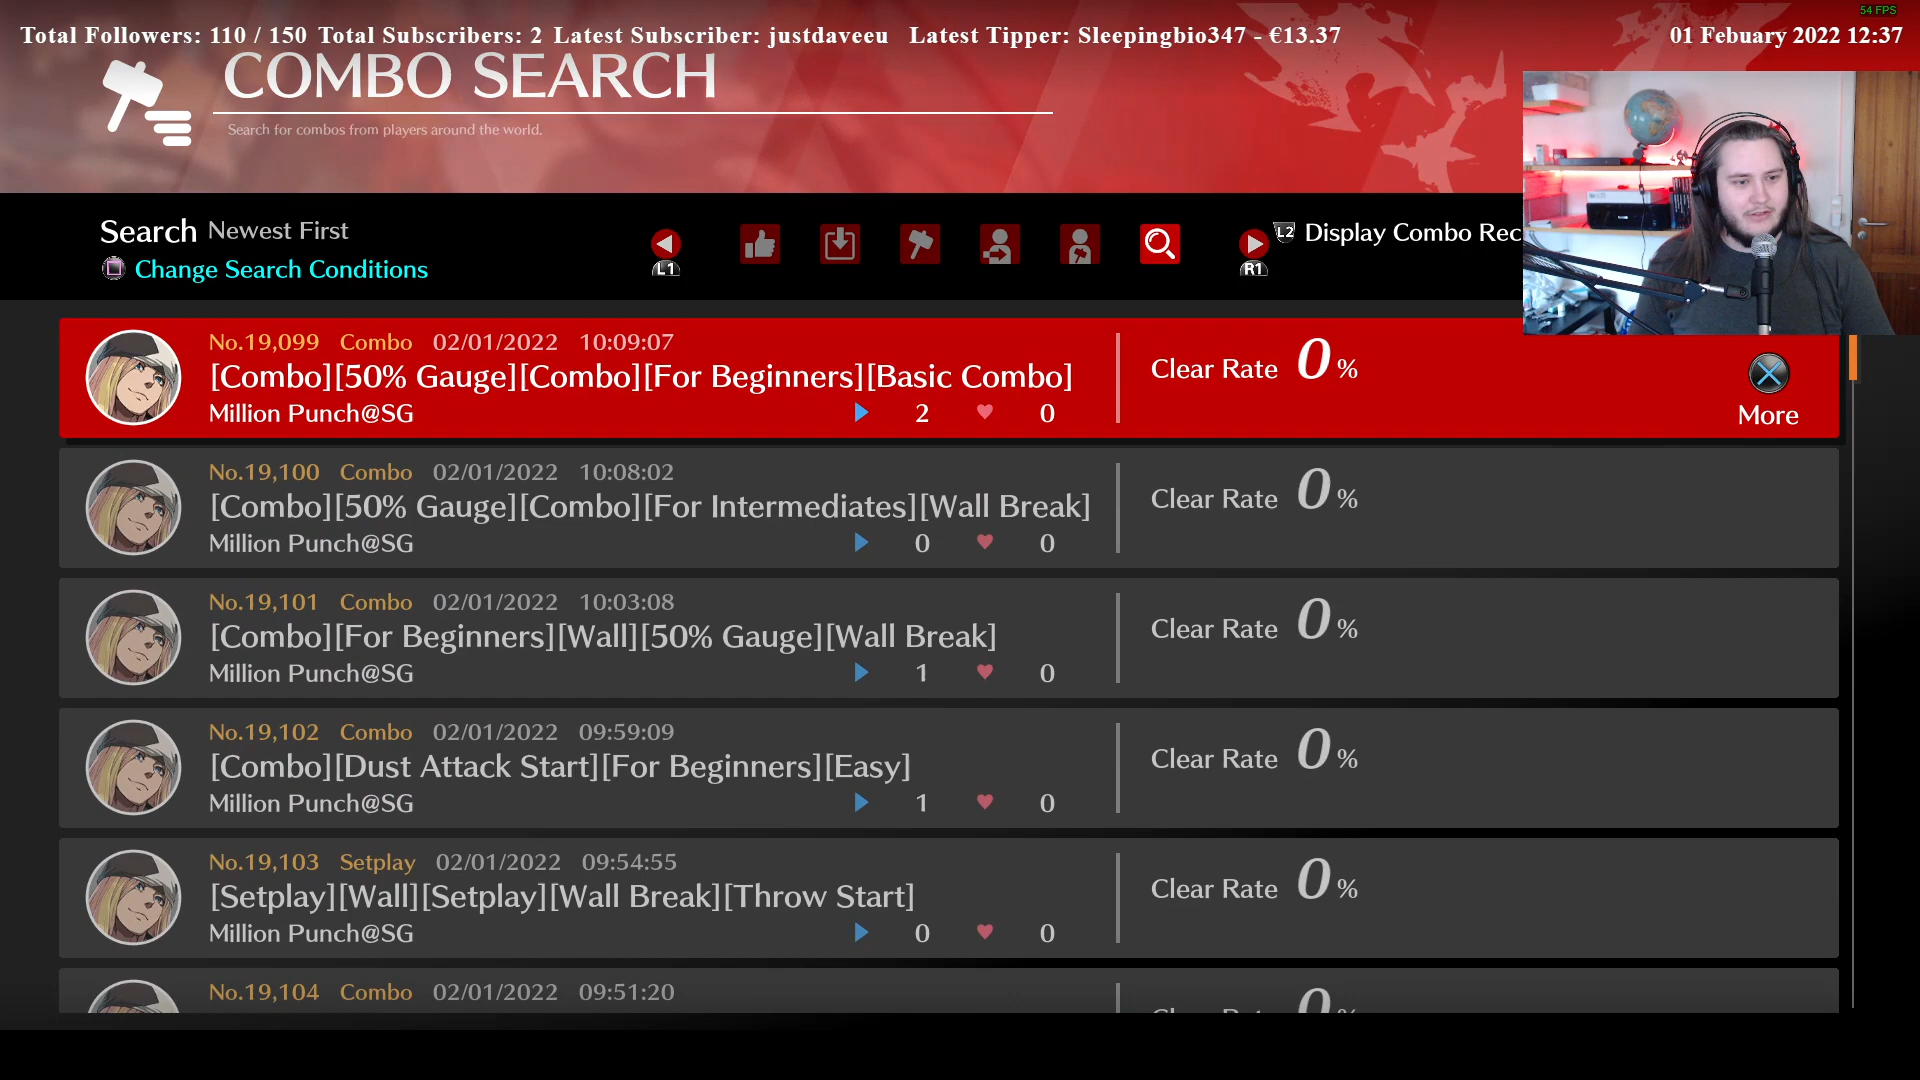 54 FPS
Total Followers: 110 / 150 Total Subscribers: 2 Latest Subscriber: justdaveeu Latest Tipper: Sleepingbio347 - €13.37
01 Febuary 2022 12:37
COMBO SEARCH
Search for combos from players around the world.
Search Newest First
Change Search Conditions
L1
R1
L2 Display Combo Rec
No.19,099 Combo 02/01/2022 10:09:07
[Combo][50% Gauge][Combo][For Beginners][Basic Combo]
Million Punch@SG 2 0
Clear Rate 0 %
More
No.19,100 Combo 02/01/2022 10:08:02
[Combo][50% Gauge][Combo][For Intermediates][Wall Break]
Million Punch@SG 0 0
Clear Rate 0 %
No.19,101 Combo 02/01/2022 10:03:08
[Combo][For Beginners][Wall][50% Gauge][Wall Break]
Million Punch@SG 1 0
Clear Rate 0 %
No.19,102 Combo 02/01/2022 09:59:09
[Combo][Dust Attack Start][For Beginners][Easy]
Million Punch@SG 1 0
Clear Rate 0 %
No.19,103 Setplay 02/01/2022 09:54:55
[Setplay][Wall][Setplay][Wall Break][Throw Start]
Million Punch@SG 0 0
Clear Rate 0 %
No.19,104 Combo 02/01/2022 09:51:20